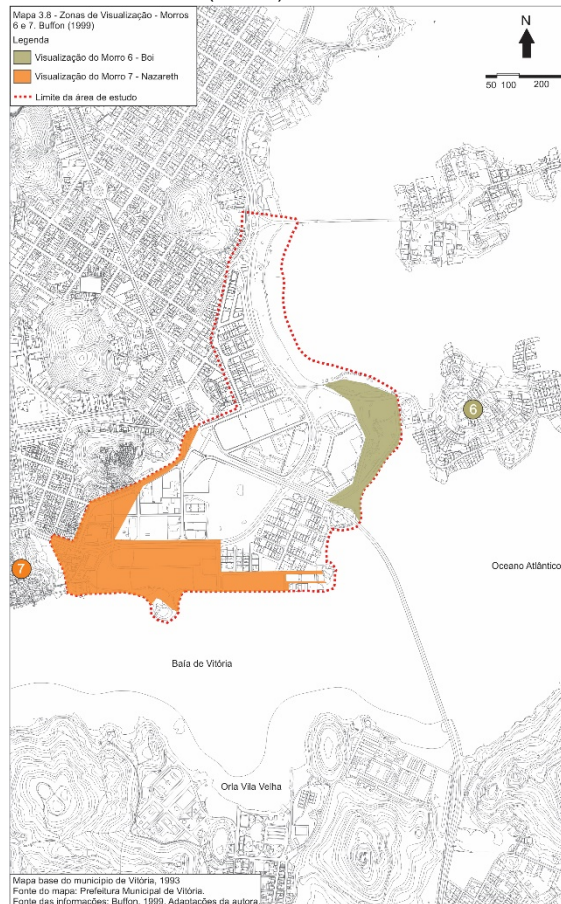 Mapa 3.8 - Zonas de Visualização - Morros
6 e 7. Buffon (1999)
Legenda
Visualização do Morro 6 - Boi
Visualização do Morro 7 - Nazareth
Limite da área de estudo
N
50 100 200
6
7
Oceano Atlântico
Baía de Vitória
Orla Vila Velha
Mapa base do município de Vitória, 1993
Fonte do mapa: Prefeitura Municipal de Vitória.
Fonte das informações: Buffon, 1999. Adaptações da autora.